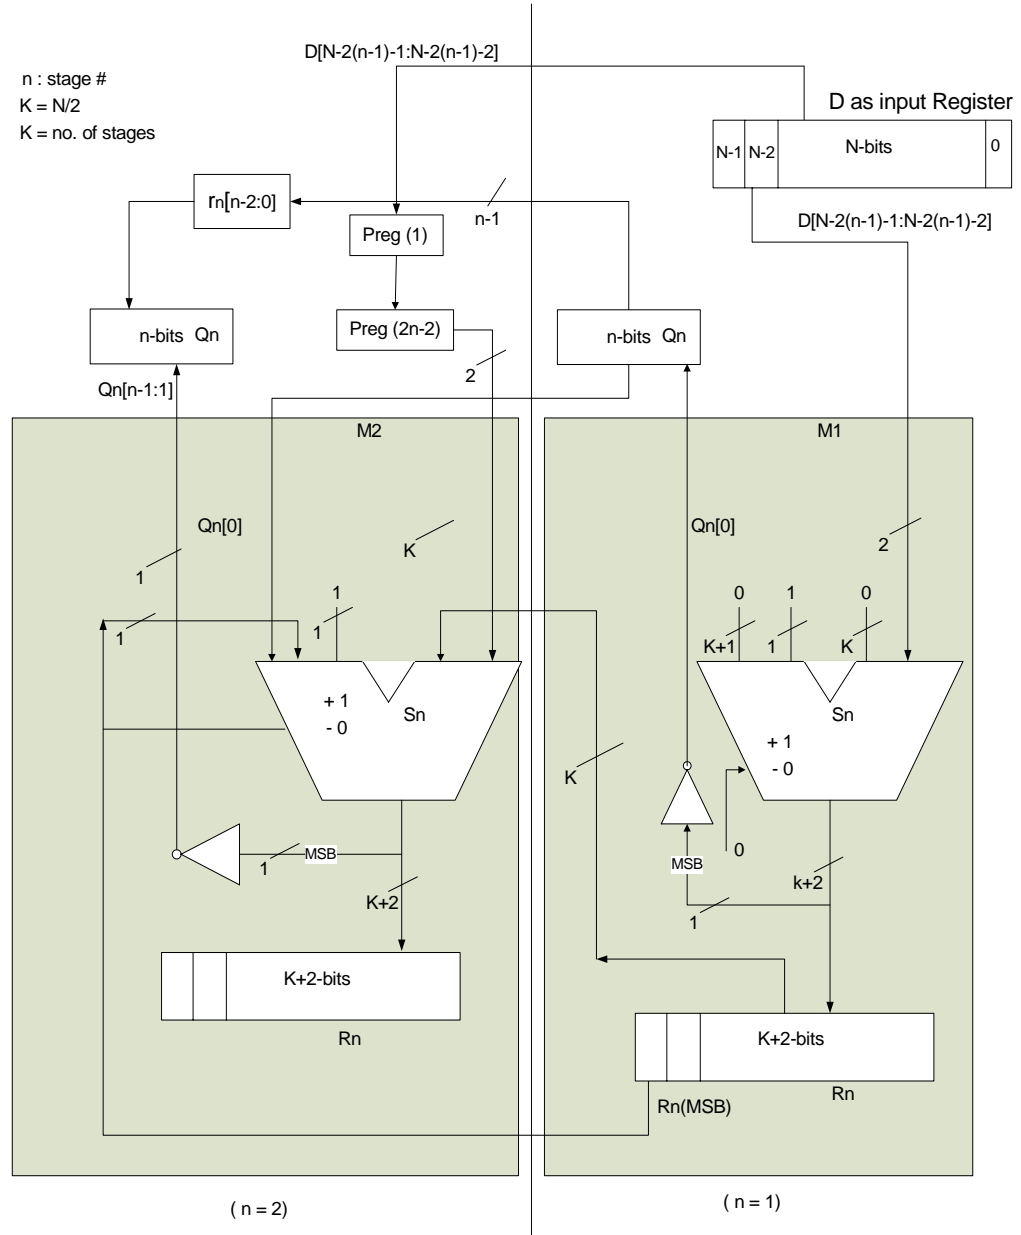 D[N-2(n-1)-1:N-2(n-1)-2]
n : stage #
K = N/2
K = no. of stages
D as input Register
N-1
N-2
N-bits
0
rn[n-2:0]
n-1
Preg (1)
D[N-2(n-1)-1:N-2(n-1)-2]
n-bits Qn
Preg (2n-2)
n-bits Qn
2
Qn[n-1:1]
M2
M1
Qn[0]
K
Qn[0]
2
1
1
0
1
0
1
1
K+1
1
K
+ 1
- 0
Sn
Sn
+ 1
- 0
K
0
MSB
1
MSB
k+2
K+2
1
K+2-bits
Rn
K+2-bits
Rn
Rn(MSB)
( n = 2)
( n = 1)